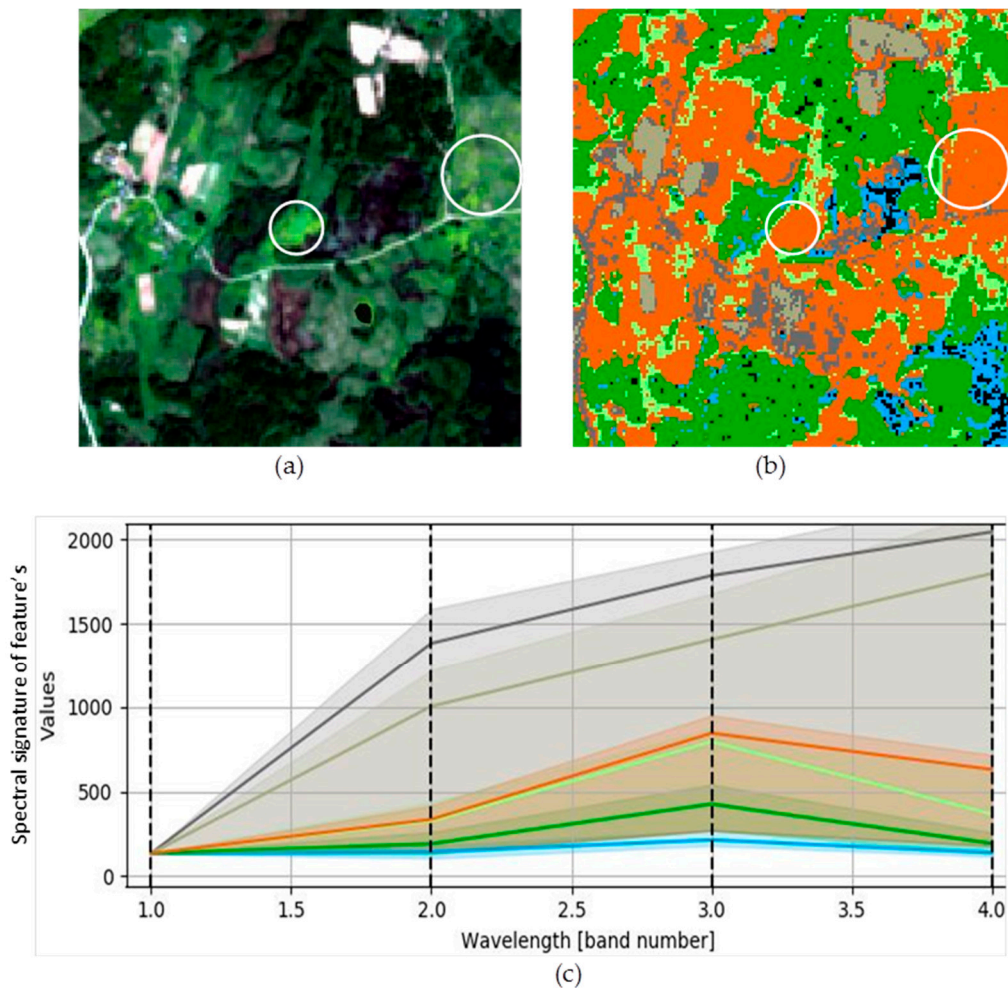 (a)
(b)
Spectral signature of feature's
Values
2000
1500
1000
500
0
1.0
1.5
2.0
2.5
3.0
3.5
4.0
Wavelength [band number]
(c)